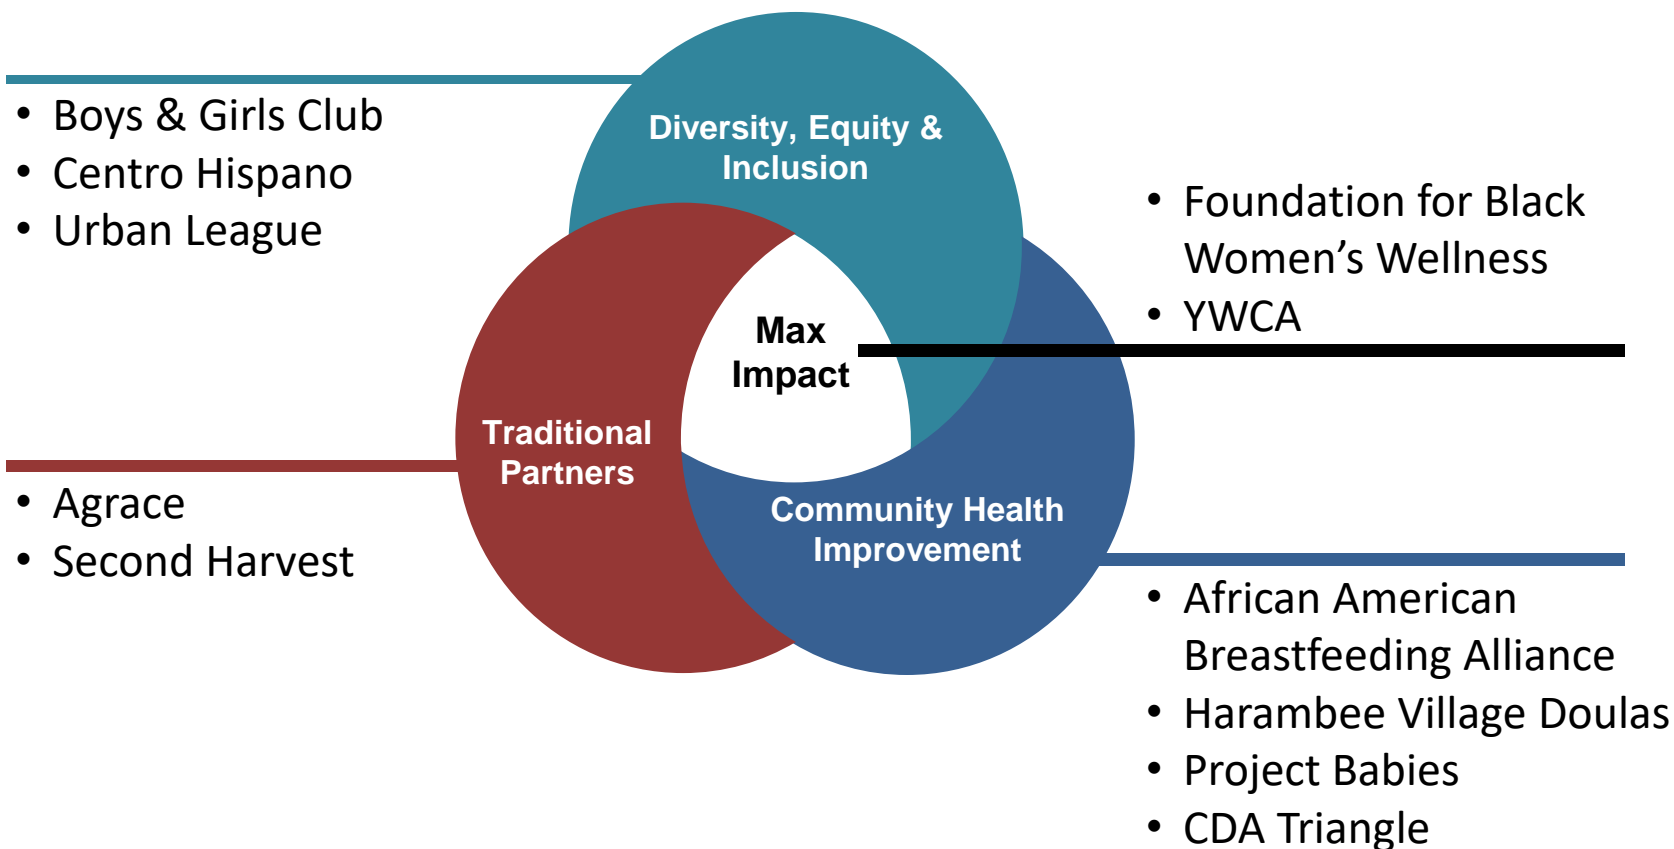 • Boys & Girls Club
• Centro Hispano
• Urban League
Diversity, Equity &
Inclusion
• Foundation for Black
Women’s Wellness
• YWCA
Max
Impact
Traditional
Partners
• Agrace
• Second Harvest
Community Health
Improvement
• African American
Breastfeeding Alliance
• Harambee Village Doulas
• Project Babies
• CDA Triangle